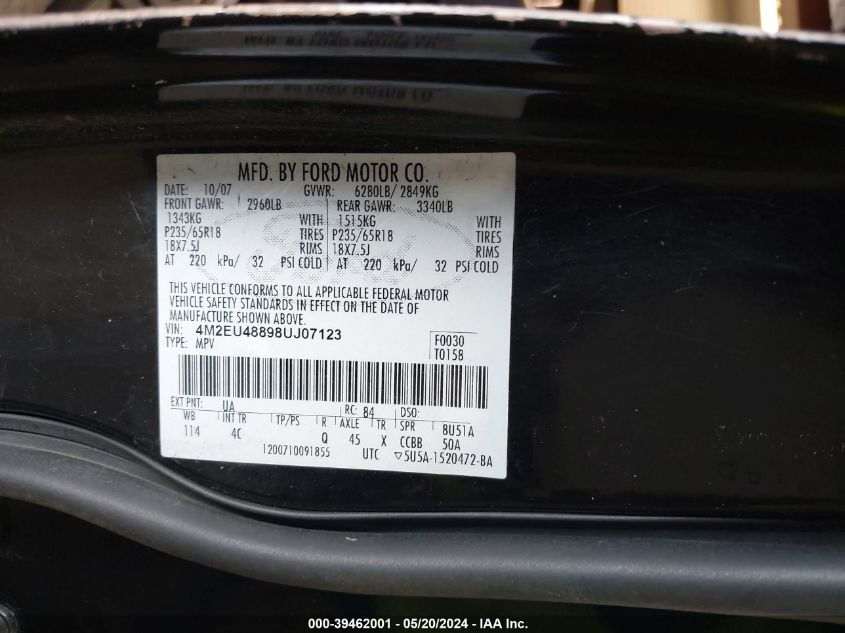 MFD. BY FORD MOTOR CO.
DATE: 10/07 GVWR: 6280LB/ 2849KG
FRONT GAWR: 2960LB REAR GAWR: 3340LB
1343KG WITH 1515KG WITH
P235/65R18 TIRES P235/65R18 TIRES
18X7.5J RIMS 18X7.5J RIMS
AT 220 kPa/ 32 PSI COLD AT 220 kPa/ 32 PSI COLD
THIS VEHICLE CONFORMS TO ALL APPLICABLE FEDERAL MOTOR
VEHICLE SAFETY STANDARDS IN EFFECT ON THE DATE OF
MANUFACTURE SHOWN ABOVE.
VIN: 4M2EU48898UJ07123 F0030
TYPE: MPV T0158
EXT PNT: UA RC: 84 DSO:
WB INT TR TP/PS R AXLE TR SPR 8U51A
114 4C Q 45 X CCBB 50A
1200710091855 UTC ▽5U5A-1520472-BA
000-39462001 - 05/20/2024 - IAA Inc.